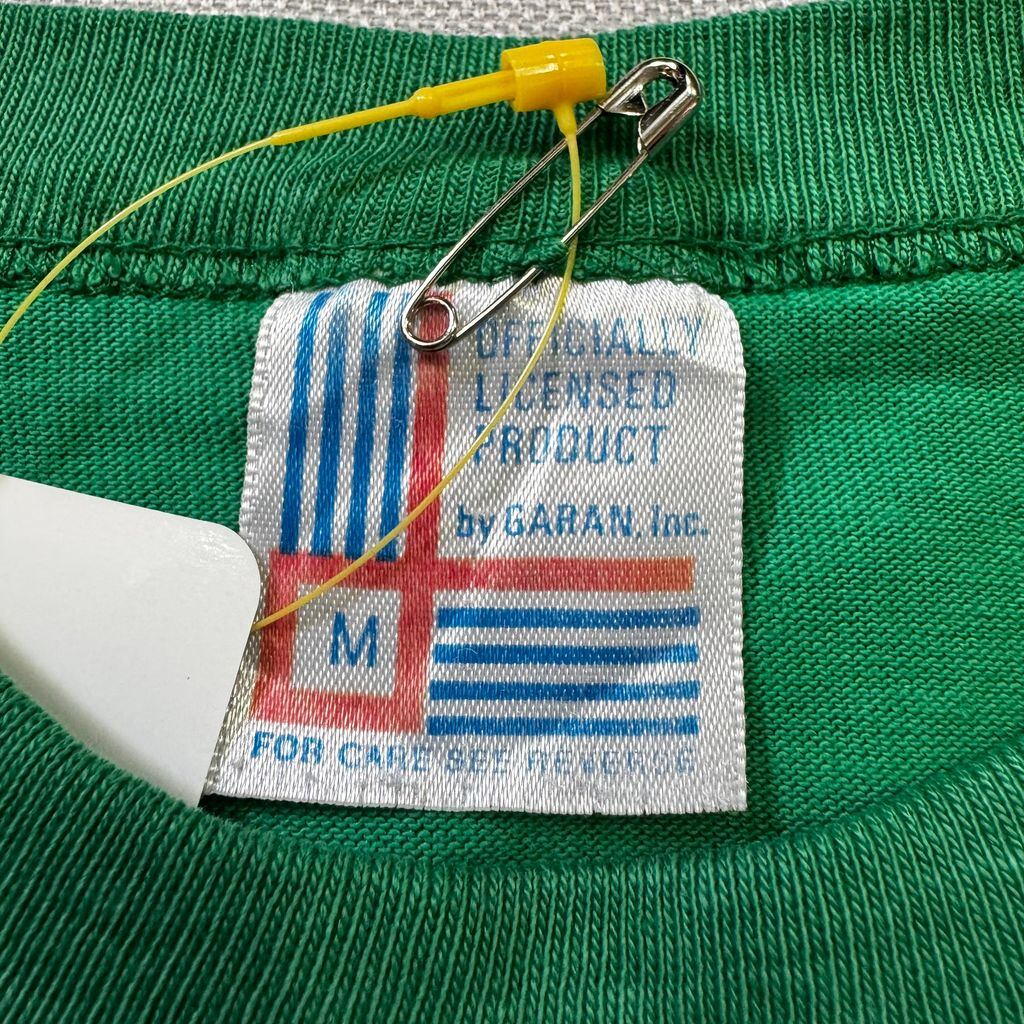 OFFICIALLY
LICENSED
PRODUCT
by GARAN, Inc.
M
FOR CARE SEE REVERSE